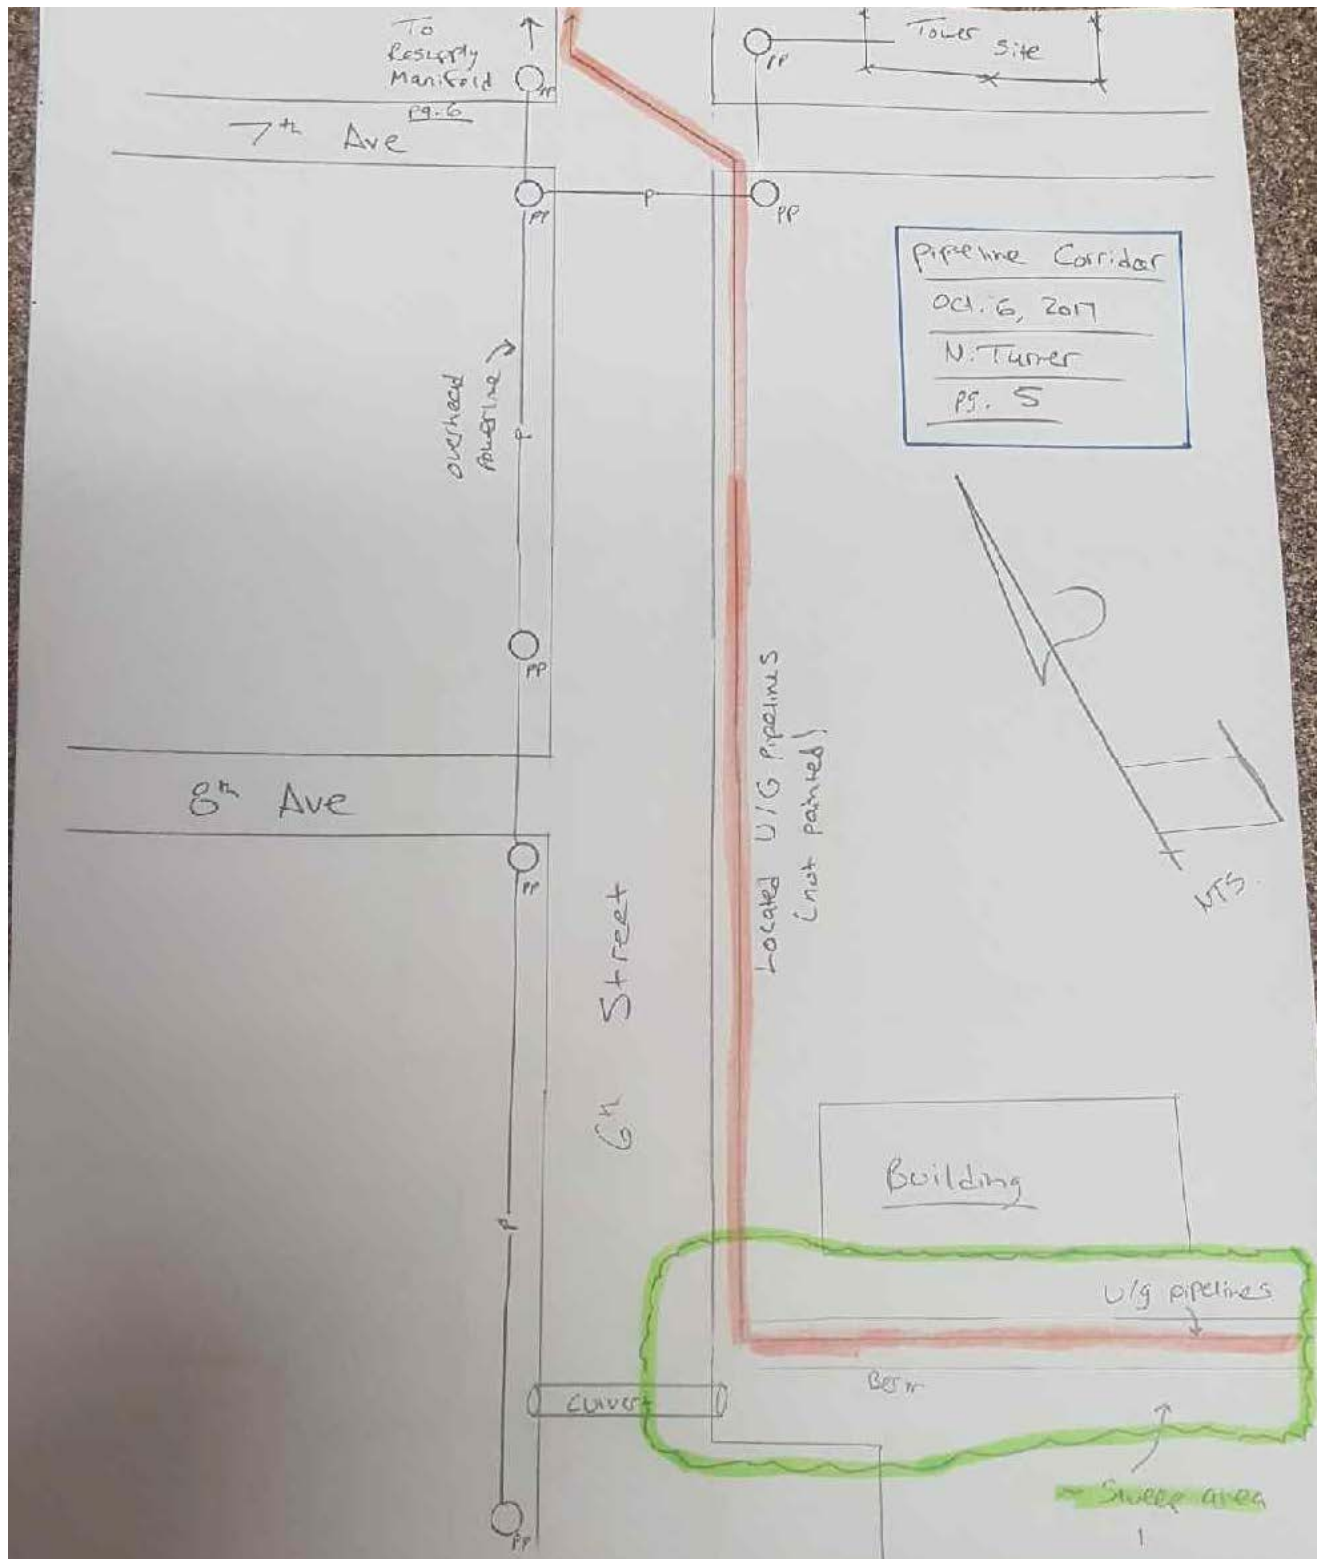 To
Resupply
Manifold
pg. 6
Tower Site
PP
PP
7th Ave
PP
P
PP
Pipeline Corridor
Oct. 6, 2017
N. Turner
pg. 5
overhead
powerline
P
PP
Located U/G Pipelines
(not painted)
8th Ave
PP
NTS.
6th Street
Building
P
U/g pipelines
Berm
Culvert
Sweep area
PP